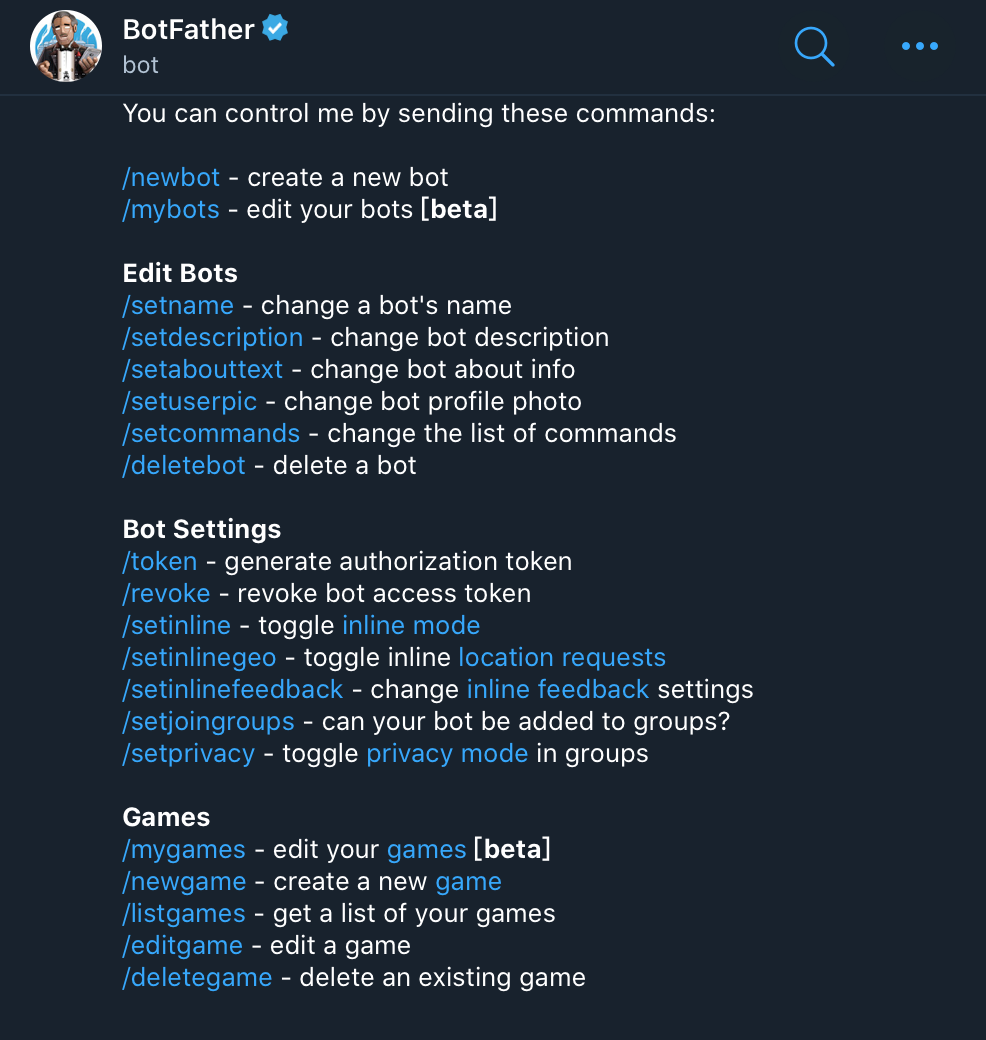 BotFather
bot
You can control me by sending these commands:
/newbot - create a new bot
/mybots - edit your bots [beta]
Edit Bots
/setname - change a bot's name
/setdescription - change bot description
/setabouttext - change bot about info
/setuserpic - change bot profile photo
/setcommands - change the list of commands
/deletebot - delete a bot
Bot Settings
/token - generate authorization token
/revoke - revoke bot access token
/setinline - toggle inline mode
/setinlinegeo - toggle inline location requests
/setinlinefeedback - change inline feedback settings
/setjoingroups - can your bot be added to groups?
/setprivacy - toggle privacy mode in groups
Games
/mygames - edit your games [beta]
/newgame - create a new game
/listgames - get a list of your games
/editgame - edit a game
/deletegame - delete an existing game